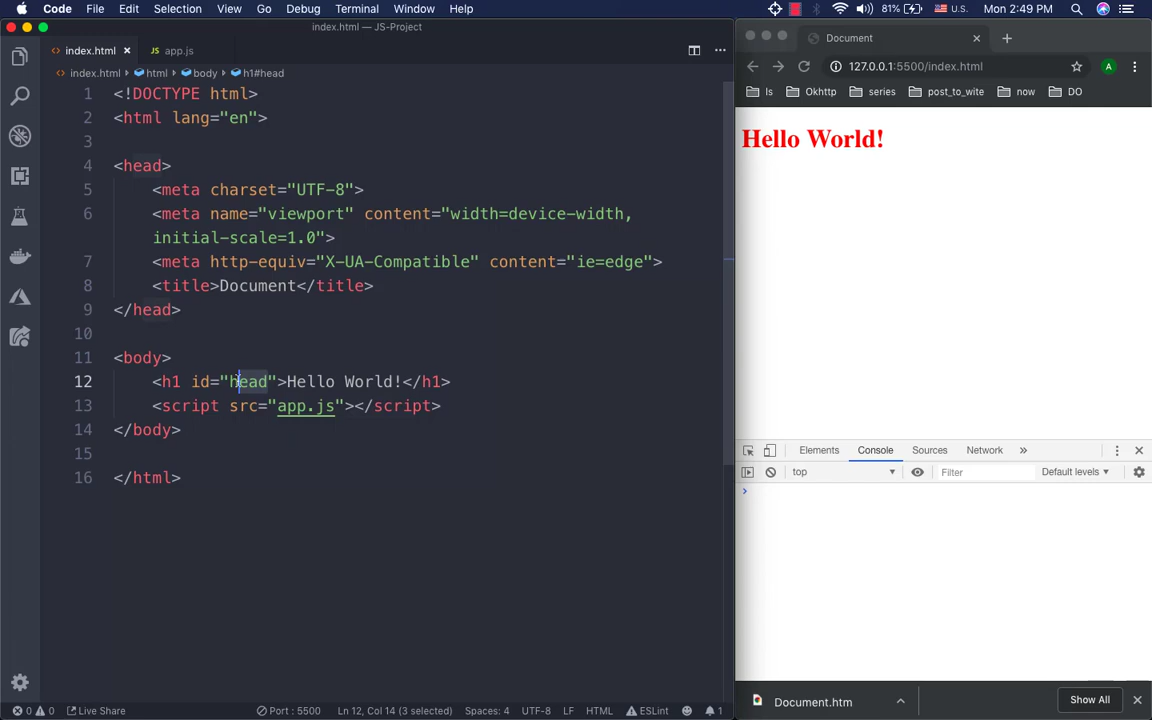 Code File Edit Selection View Go Debug Terminal Window Help
81% U.S. Mon 2:49 PM
index.html — JS-Project
index.html × app.js
index.html html body h1#head
1 <!DOCTYPE html>
2 <html lang="en">
3
4 <head>
5 <meta charset="UTF-8">
6 <meta name="viewport" content="width=device-width,
initial-scale=1.0">
7 <meta http-equiv="X-UA-Compatible" content="ie=edge">
8 <title>Document</title>
9 </head>
10
11 <body>
12 <h1 id="head">Hello World!</h1>
13 <script src="app.js"></script>
14 </body>
15
16 </html>
0 0 Live Share Port : 5500 Ln 12, Col 14 (3 selected) Spaces: 4 UTF-8 LF HTML ESLint 1
Document
127.0.0.1:5500/index.html A
Is Okhttp series post_to_wite now DO
Hello World!
Elements Console Sources Network »
top Filter Default levels
Document.htm Show All